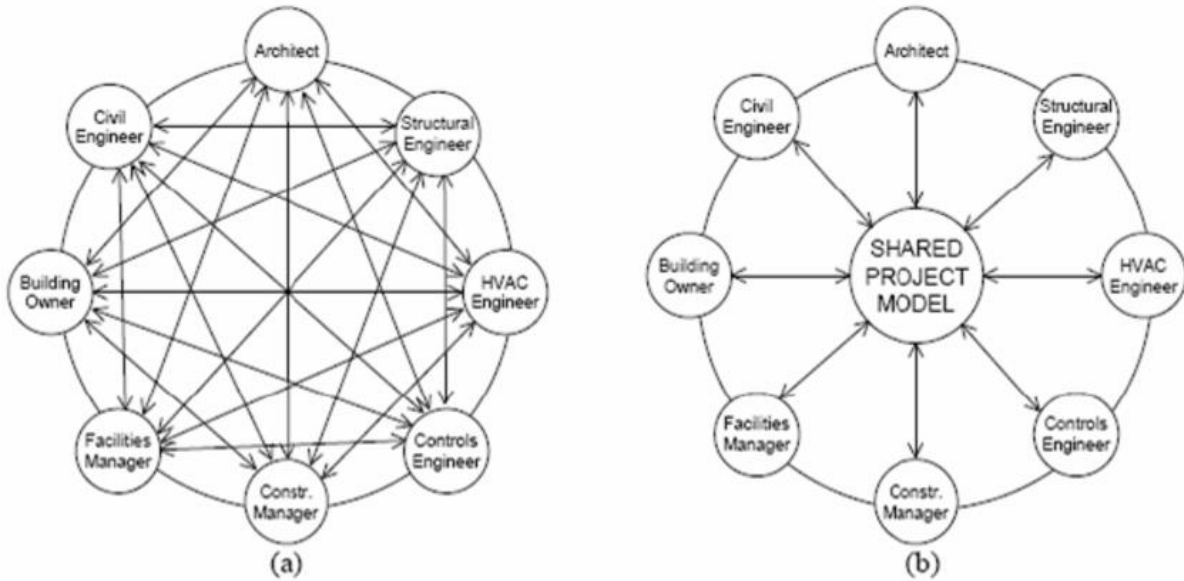 Architect
Civil
Engineer
Structural
Engineer
Building
Owner
HVAC
Engineer
Facilities
Manager
Controls
Engineer
Constr.
Manager
(a)
Architect
Civil
Engineer
Structural
Engineer
Building
Owner
SHARED
PROJECT
MODEL
HVAC
Engineer
Facilities
Manager
Controls
Engineer
Constr.
Manager
(b)